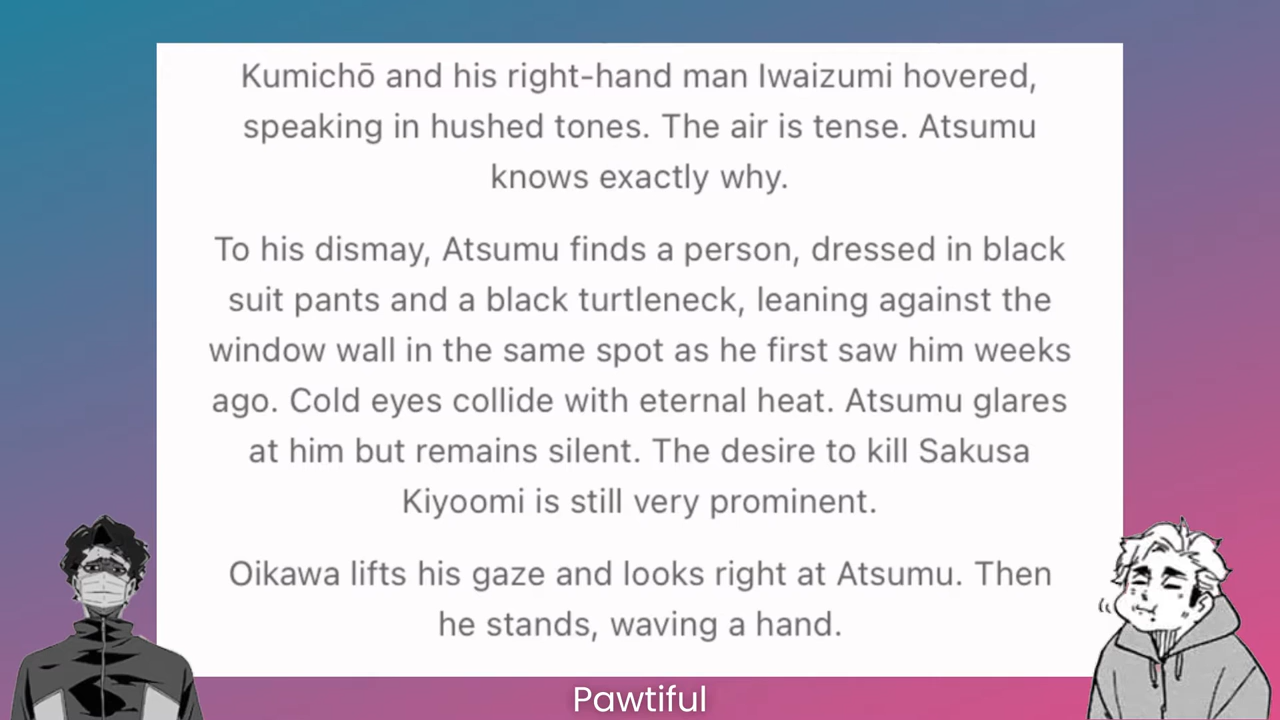 Kumichō and his right-hand man Iwaizumi hovered,
speaking in hushed tones. The air is tense. Atsumu
knows exactly why.
To his dismay, Atsumu finds a person, dressed in black
suit pants and a black turtleneck, leaning against the
window wall in the same spot as he first saw him weeks
ago. Cold eyes collide with eternal heat. Atsumu glares
at him but remains silent. The desire to kill Sakusa
Kiyoomi is still very prominent.
Oikawa lifts his gaze and looks right at Atsumu. Then
he stands, waving a hand.
Pawtiful